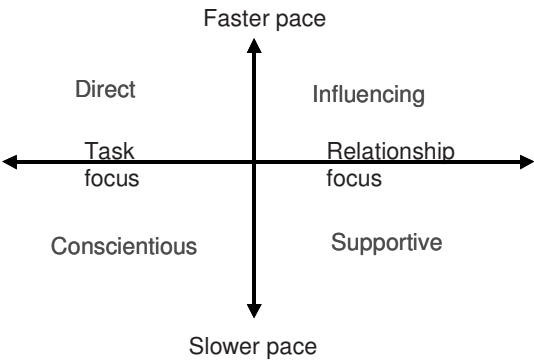 Faster pace
Direct
Influencing
Task
focus
Relationship
focus
Conscientious
Supportive
Slower pace